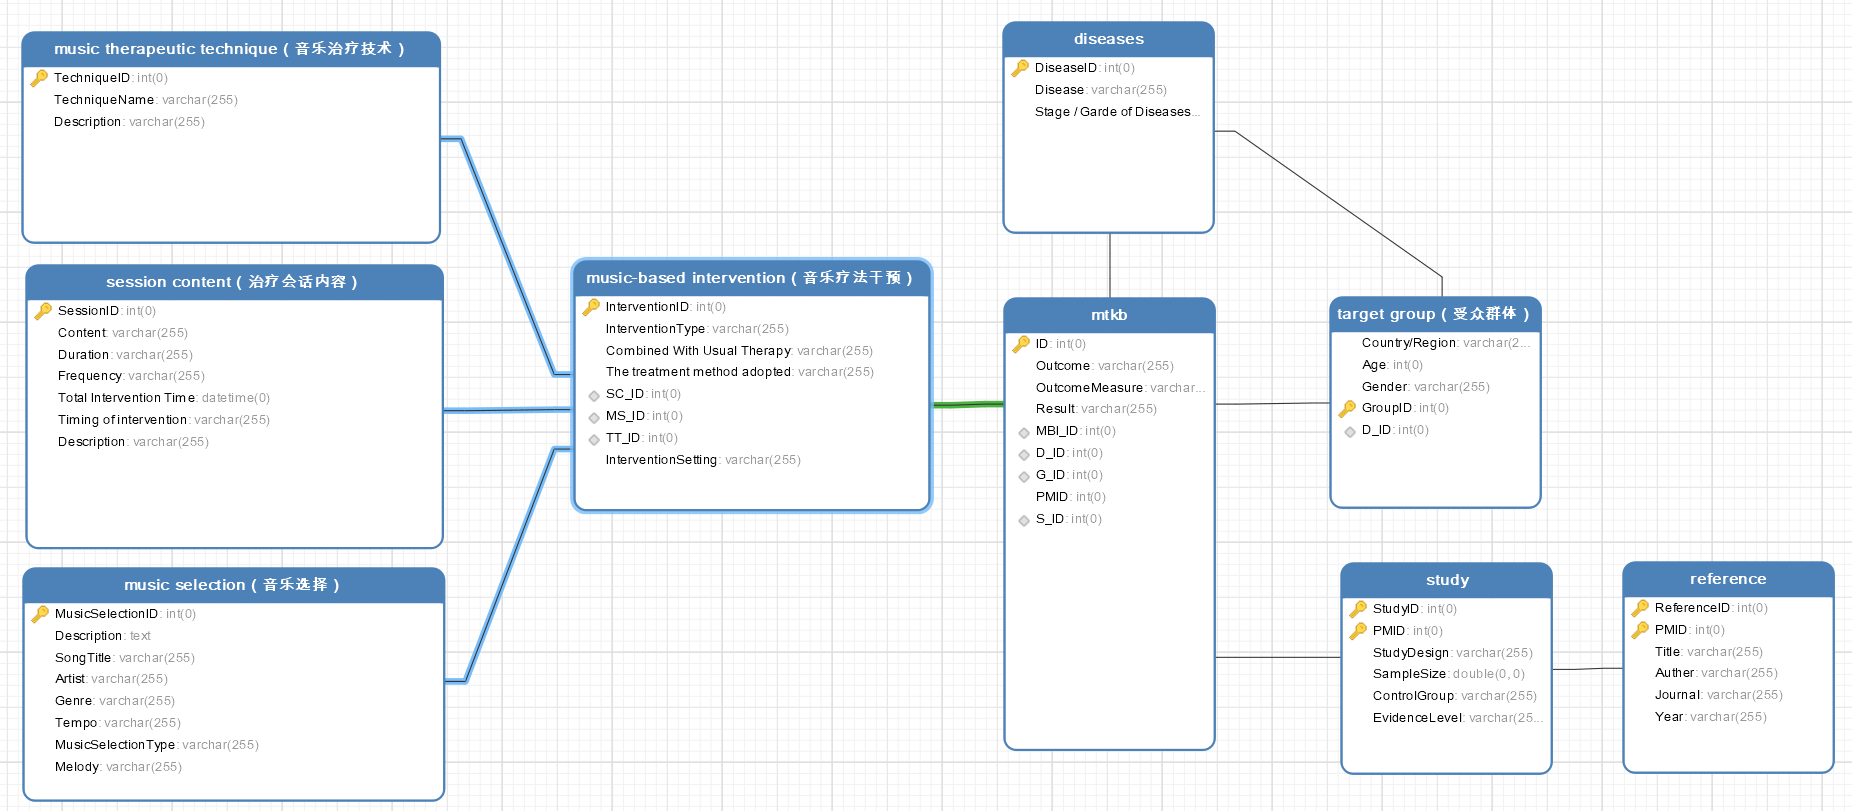 music therapeutic technique ( 音乐治疗技术 )
TechniqueID: int(0)
TechniqueName: varchar(255)
Description: varchar(255)
session content ( 治疗会话内容 )
SessionID: int(0)
Content: varchar(255)
Duration: varchar(255)
Frequency: varchar(255)
Total Intervention Time: datetime(0)
Timing of intervention: varchar(255)
Description: varchar(255)
music selection ( 音乐选择 )
MusicSelectionID: int(0)
Description: text
SongTitle: varchar(255)
Artist: varchar(255)
Genre: varchar(255)
Tempo: varchar(255)
MusicSelectionType: varchar(255)
Melody: varchar(255)
music-based intervention ( 音乐疗法干预 )
InterventionID: int(0)
InterventionType: varchar(255)
Combined With Usual Therapy: varchar(255)
The treatment method adopted: varchar(255)
SC_ID: int(0)
MS_ID: int(0)
TT_ID: int(0)
InterventionSetting: varchar(255)
diseases
DiseaseID: int(0)
Disease: varchar(255)
Stage / Garde of Diseases...
mtkb
ID: int(0)
Outcome: varchar(255)
OutcomeMeasure: varchar...
Result: varchar(255)
MBI_ID: int(0)
D_ID: int(0)
G_ID: int(0)
PMID: int(0)
S_ID: int(0)
target group ( 受众群体 )
Country/Region: varchar(2...
Age: int(0)
Gender: varchar(255)
GroupID: int(0)
D_ID: int(0)
study
StudyID: int(0)
PMID: int(0)
StudyDesign: varchar(255)
SampleSize: double(0, 0)
ControlGroup: varchar(255)
EvidenceLevel: varchar(25...
reference
ReferenceID: int(0)
PMID: int(0)
Title: varchar(255)
Auther: varchar(255)
Journal: varchar(255)
Year: varchar(255)